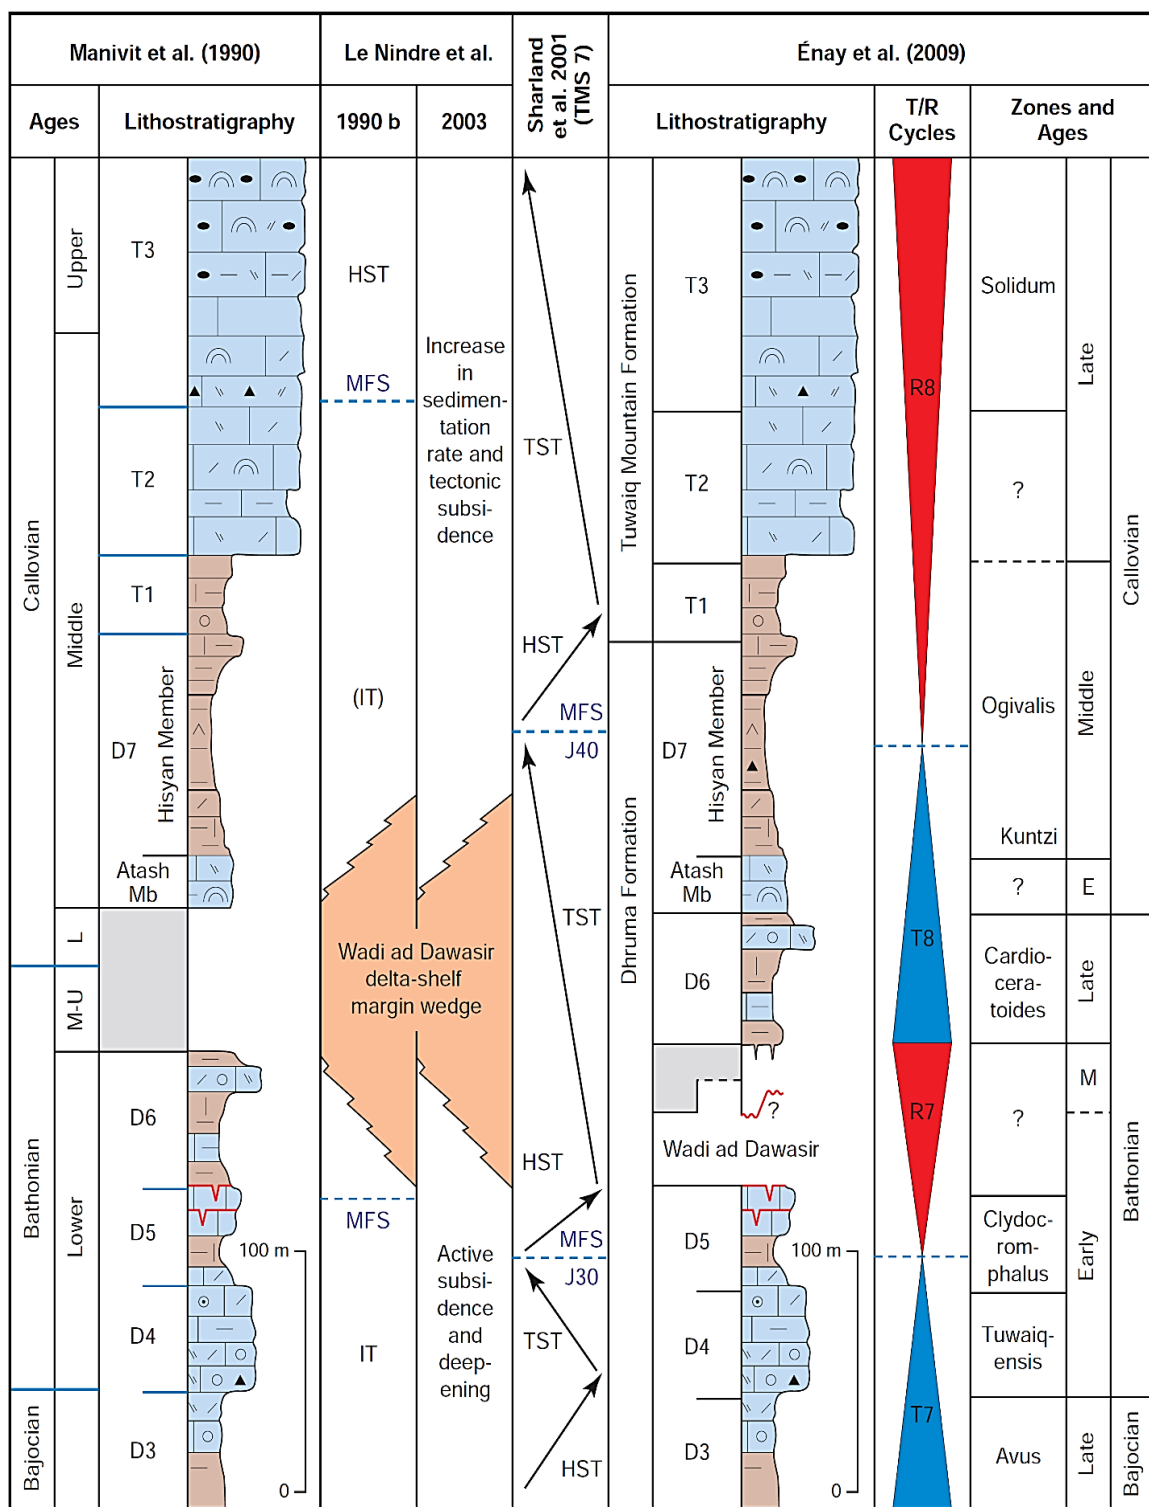 Manivit et al. (1990)
Le Nindre et al.
Sharland
et al. 2001
(TMS 7)
Énay et al. (2009)
Ages
Lithostratigraphy
1990 b
2003
Lithostratigraphy
T/R
Cycles
Zones and
Ages
Callovian
Bathonian
Bajocian
Upper
Middle
L
M-U
Lower
T3
T2
T1
D7
Hisyan Member
Atash
Mb
D6
D5
D4
D3
100 m
0
HST
MFS
(IT)
MFS
IT
Increase
in
sedimen-
tation
rate and
tectonic
subsi-
dence
Wadi ad Dawasir
delta-shelf
margin wedge
Active
subsi-
dence
and
deep-
ening
TST
HST
MFS
J40
TST
HST
MFS
J30
TST
HST
Tuwaiq Mountain Formation
Dhruma Formation
T3
T2
T1
D7
Hisyan Member
Atash
Mb
D6
?
Wadi ad Dawasir
D5
D4
D3
100 m
0
R8
T8
R7
T7
Solidum
?
Ogivalis
Kuntzi
?
Cardio-
cera-
toides
?
Clydoc-
rom-
phalus
Tuwaiq-
ensis
Avus
Late
Middle
E
Late
M
Early
Late
Callovian
Bathonian
Bajocian